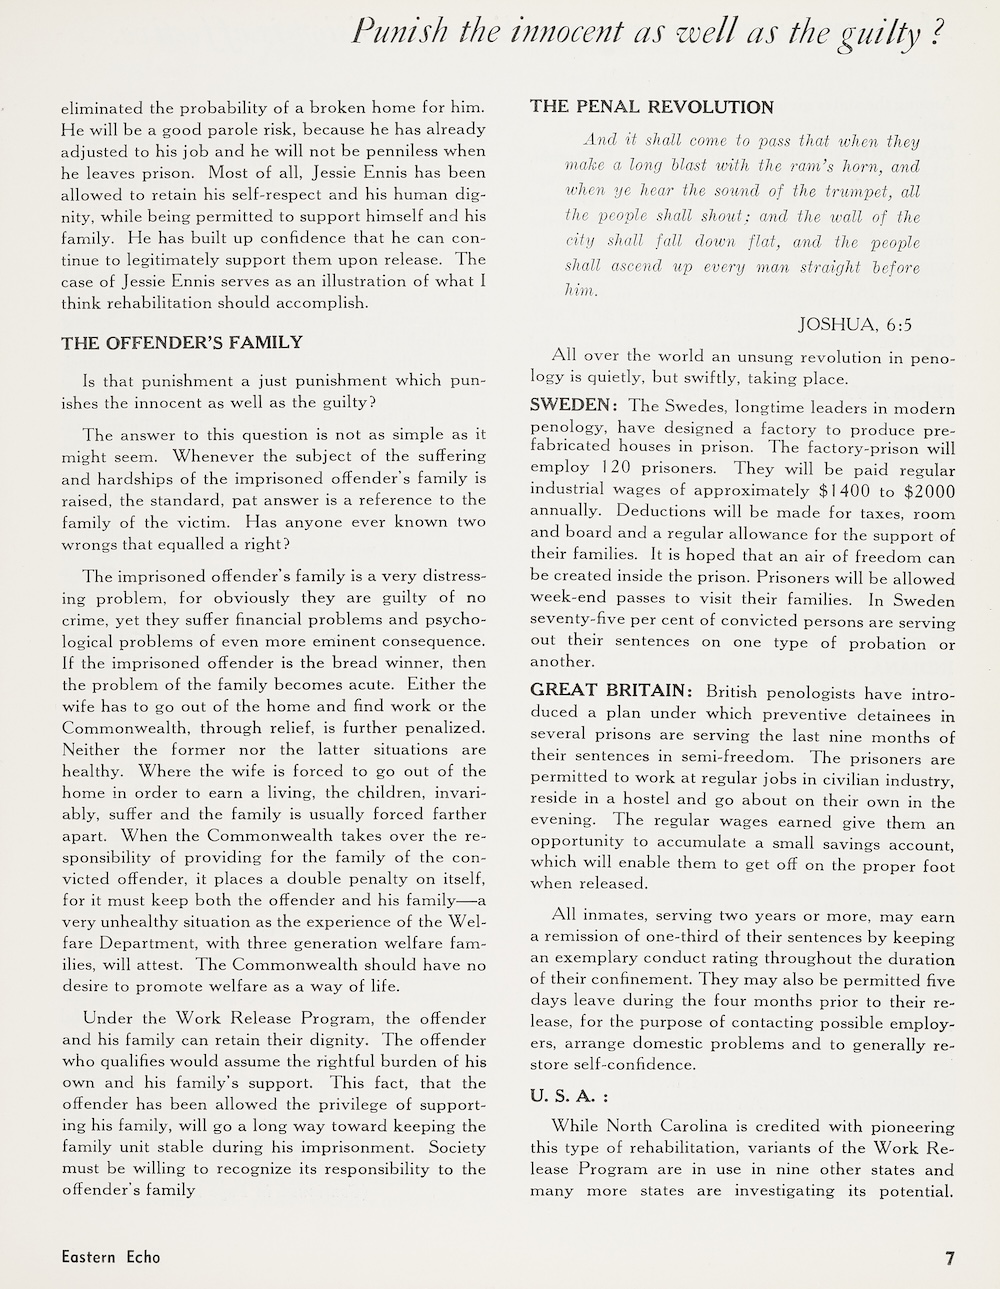 Punish the innocent as well as the guilty ?
eliminated the probability of a broken home for him.
He will be a good parole risk, because he has already
adjusted to his job and he will not be penniless when
he leaves prison. Most of all, Jessie Ennis has been
allowed to retain his self-respect and his human dig-
nity, while being permitted to support himself and his
family. He has built up confidence that he can con-
tinue to legitimately support them upon release. The
case of Jessie Ennis serves as an illustration of what I
think rehabilitation should accomplish.
THE OFFENDER'S FAMILY
Is that punishment a just punishment which pun-
ishes the innocent as well as the guilty?
The answer to this question is not as simple as it
might seem. Whenever the subject of the suffering
and hardships of the imprisoned offender's family is
raised, the standard, pat answer is a reference to the
family of the victim. Has anyone ever known two
wrongs that equalled a right?
The imprisoned offender's family is a very distress-
ing problem, for obviously they are guilty of no
crime, yet they suffer financial problems and psycho-
logical problems of even more eminent consequence.
If the imprisoned offender is the bread winner, then
the problem of the family becomes acute. Either the
wife has to go out of the home and find work or the
Commonwealth, through relief, is further penalized.
Neither the former nor the latter situations are
healthy. Where the wife is forced to go out of the
home in order to earn a living, the children, invari-
ably, suffer and the family is usually forced farther
apart. When the Commonwealth takes over the re-
sponsibility of providing for the family of the con-
victed offender, it places a double penalty on itself,
for it must keep both the offender and his family—a
very unhealthy situation as the experience of the Wel-
fare Department, with three generation welfare fam-
ilies, will attest. The Commonwealth should have no
desire to promote welfare as a way of life.
Under the Work Release Program, the offender
and his family can retain their dignity. The offender
who qualifies would assume the rightful burden of his
own and his family's support. This fact, that the
offender has been allowed the privilege of support-
ing his family, will go a long way toward keeping the
family unit stable during his imprisonment. Society
must be willing to recognize its responsibility to the
offender's family
THE PENAL REVOLUTION
And it shall come to pass that when they
make a long blast with the ram's horn, and
when ye hear the sound of the trumpet, all
the people shall shout; and the wall of the
city shall fall down flat, and the people
shall ascend up every man straight before
him.
JOSHUA, 6:5
All over the world an unsung revolution in peno-
logy is quietly, but swiftly, taking place.
SWEDEN: The Swedes, longtime leaders in modern
penology, have designed a factory to produce pre-
fabricated houses in prison. The factory-prison will
employ 120 prisoners. They will be paid regular
industrial wages of approximately $1400 to $2000
annually. Deductions will be made for taxes, room
and board and a regular allowance for the support of
their families. It is hoped that an air of freedom can
be created inside the prison. Prisoners will be allowed
week-end passes to visit their families. In Sweden
seventy-five per cent of convicted persons are serving
out their sentences on one type of probation or
another.
GREAT BRITAIN: British penologists have intro-
duced a plan under which preventive detainees in
several prisons are serving the last nine months of
their sentences in semi-freedom. The prisoners are
permitted to work at regular jobs in civilian industry,
reside in a hostel and go about on their own in the
evening. The regular wages earned give them an
opportunity to accumulate a small savings account,
which will enable them to get off on the proper foot
when released.
All inmates, serving two years or more, may earn
a remission of one-third of their sentences by keeping
an exemplary conduct rating throughout the duration
of their confinement. They may also be permitted five
days leave during the four months prior to their re-
lease, for the purpose of contacting possible employ-
ers, arrange domestic problems and to generally re-
store self-confidence.
U. S. A. :
While North Carolina is credited with pioneering
this type of rehabilitation, variants of the Work Re-
lease Program are in use in nine other states and
many more states are investigating its potential.
Eastern Echo
7